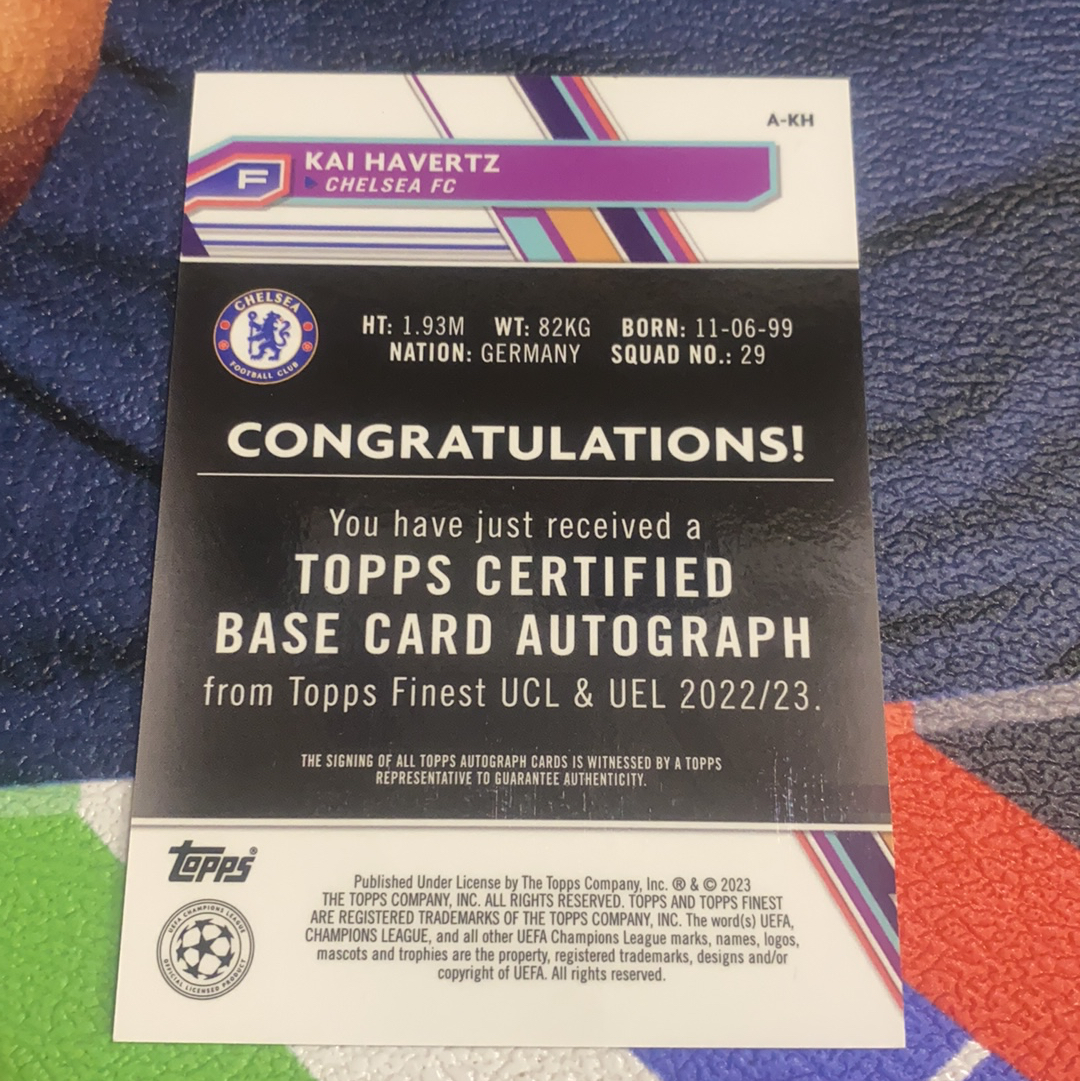 A-KH
F
KAI HAVERTZ
CHELSEA FC
CHELSEA
FOOTBALL CLUB
HT: 1.93M WT: 82KG BORN: 11-06-99
NATION: GERMANY SQUAD NO.: 29
CONGRATULATIONS!
You have just received a
TOPPS CERTIFIED
BASE CARD AUTOGRAPH
from Topps Finest UCL & UEL 2022/23.
THE SIGNING OF ALL TOPPS AUTOGRAPH CARDS IS WITNESSED BY A TOPPS
REPRESENTATIVE TO GUARANTEE AUTHENTICITY.
topps®
Published Under License by The Topps Company, Inc. ® & © 2023
THE TOPPS COMPANY, INC. ALL RIGHTS RESERVED. TOPPS AND TOPPS FINEST
ARE REGISTERED TRADEMARKS OF THE TOPPS COMPANY, INC. The word(s) UEFA,
CHAMPIONS LEAGUE, and all other UEFA Champions League marks, names, logos,
mascots and trophies are the property, registered trademarks, designs and/or
copyright of UEFA. All rights reserved.
UEFA CHAMPIONS LEAGUE
OFFICIAL LICENSED PRODUCT